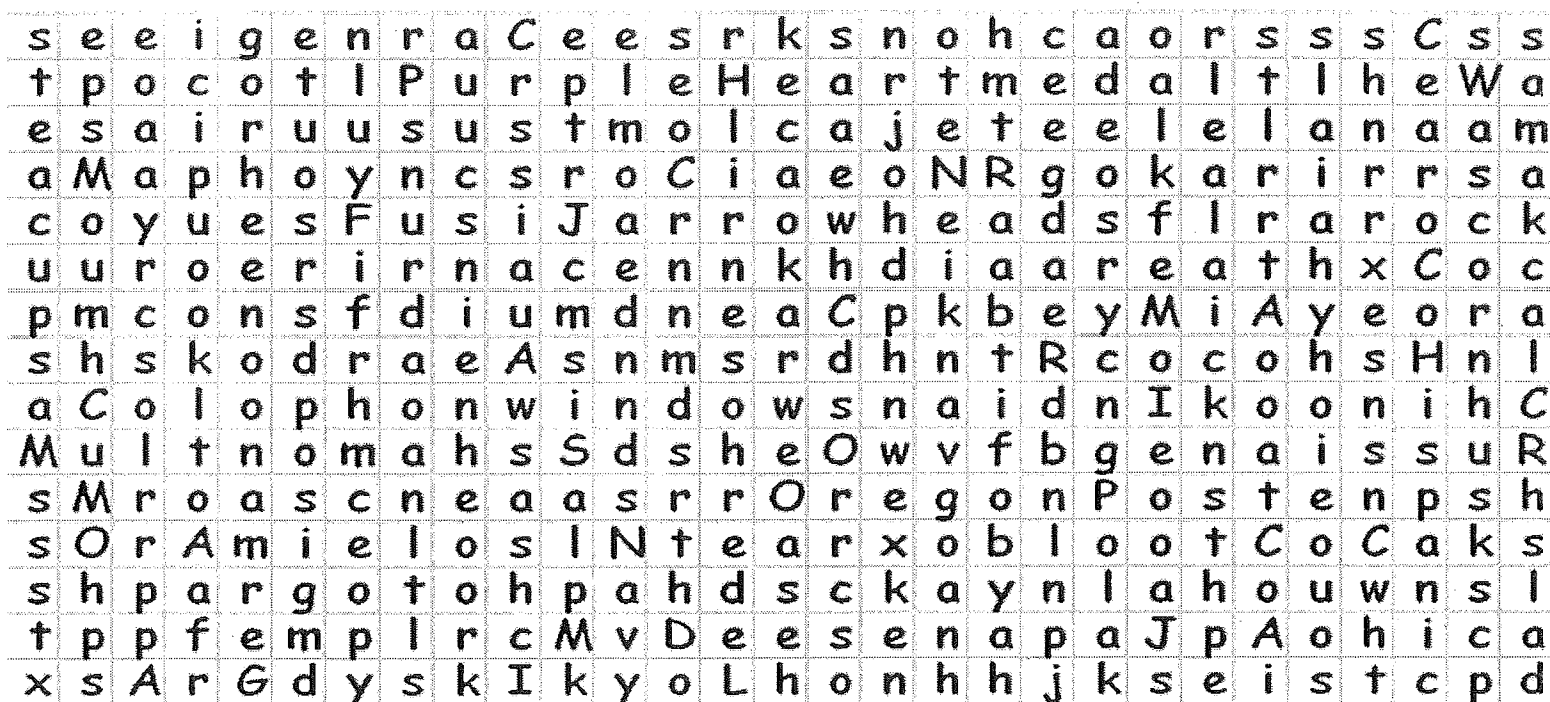 s e e i g e n r a C e e s r k s n o h c a o r s s s C s s
t p o c o t l P u r p l e H e a r t m e d a l t l h e W a
e s a i r u u s u s t m o l c a j e t e e l e l a n a a m
a M a p h o y n c s r o C i a e o N R g o k a r i r r s a
c o y u e s F u s i J a r r o w h e a d s f l r a r o c k
u u r o e r i r n a c e n n k h d i a a r e a t h x C o c
p m c o n s f d i u m d n e a C p k b e y M i A y e o r a
s h s k o d r a e A s n m s r d h n t R c o c o h s H n l
a C o l o p h o n w i n d o w s n a i d n I k o o n i h C
M u l t n o m a h s S d s h e O w v f b g e n a i s s u R
s M r o a s c n e a a s r r O r e g o n P o s t e n p s h
s O r A m i e l o s l N t e a r x o b l o o t C o C a k s
s h p a r g o t o h p a h d s c k a y n l a h o u w n s l
t p p f e m p l r c M v D e e s e n a p a J p A o h i c a
x s A r G d y s k I k y o L h o n h h j k s e i s t c p d